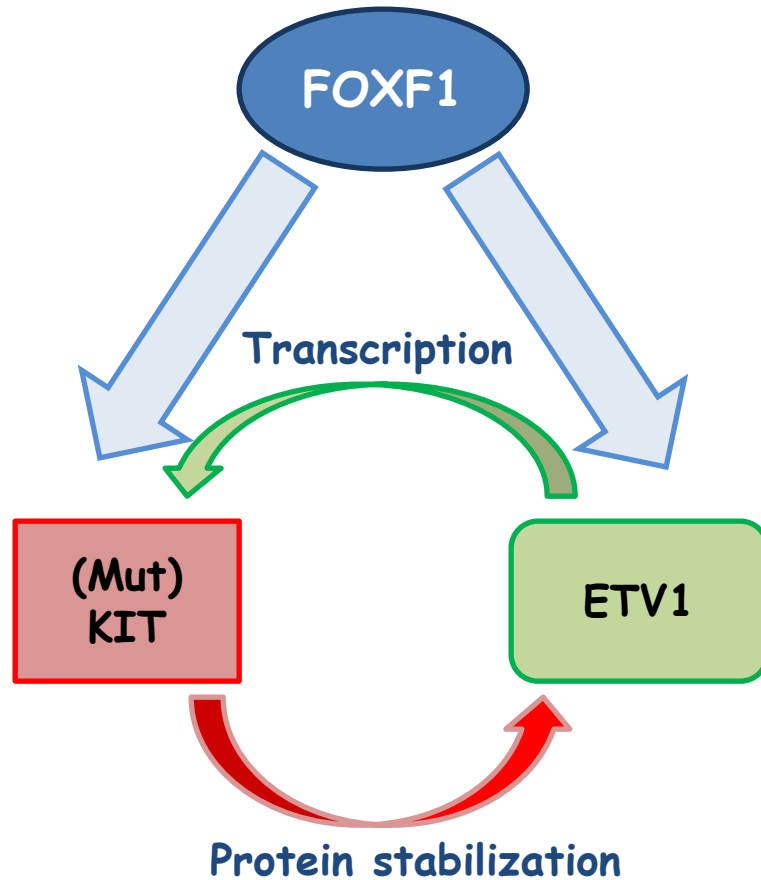 FOXF1
Transcription
(Mut)
KIT
ETV1
Protein stabilization